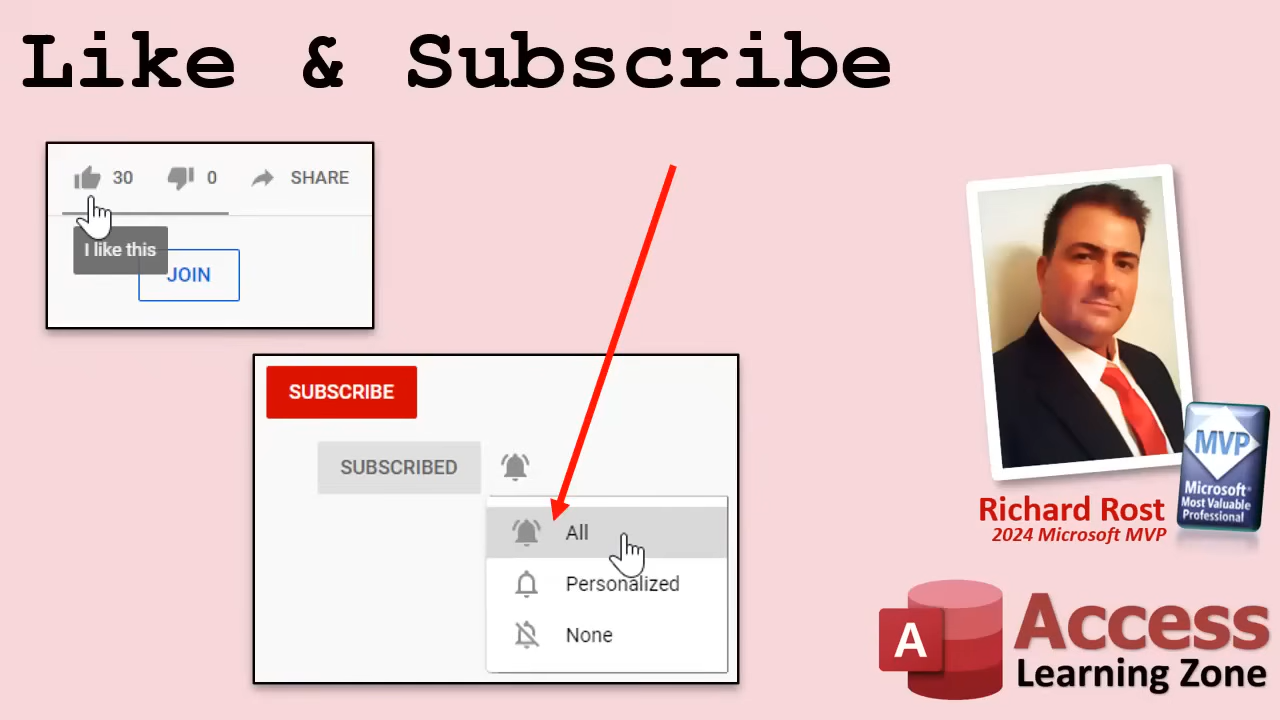 Like & Subscribe
30 0 SHARE
I like this
JOIN
SUBSCRIBE
SUBSCRIBED
All
Personalized
None
MVP
Microsoft®
Most Valuable
Professional
Richard Rost
2024 Microsoft MVP
A
Access
Learning Zone